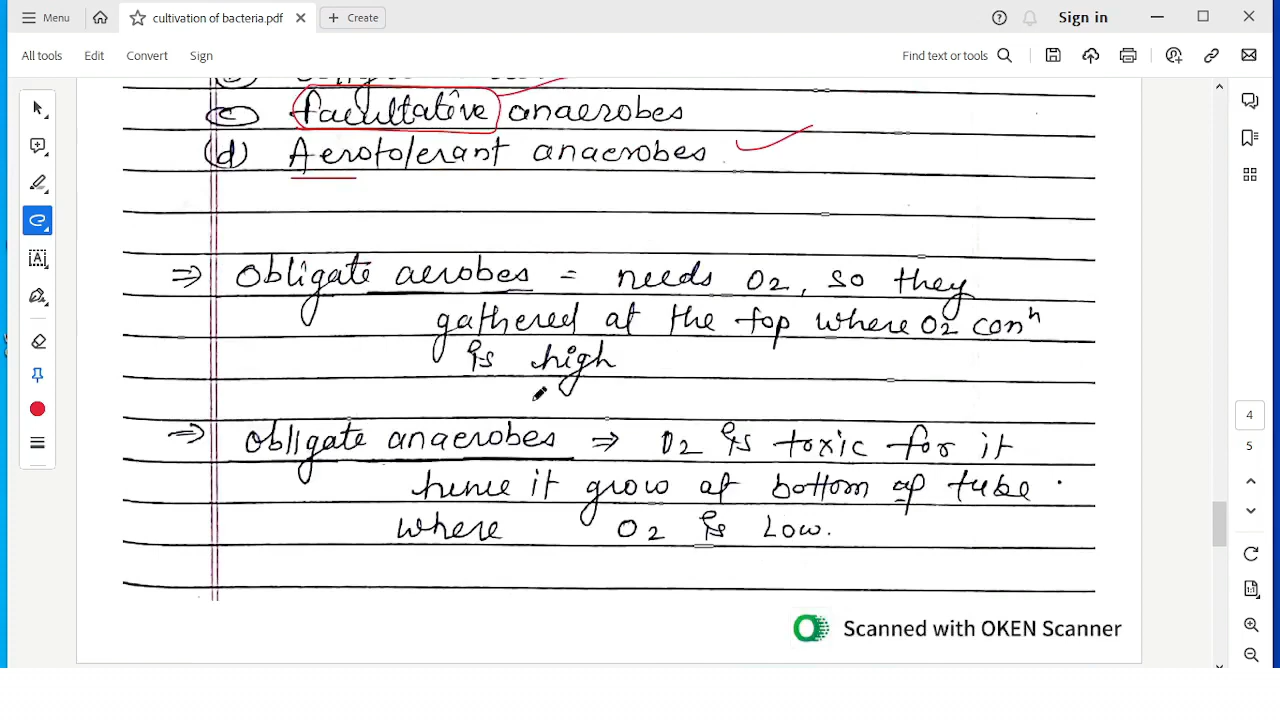 Menu
cultivation of bacteria.pdf
Create
Sign in
All tools
Edit
Convert
Sign
Find text or tools
(c) facultative anaerobes
(d) Aerotolerant anaerobes
⇒ Obligate aerobes = needs O2, so they
gathered at the top where O2 conⁿ
is high
⇒ Obligate anaerobes ⇒ O2 is toxic for it
hence it grow at bottom of tube
where O2 is Low.
4
5
Scanned with OKEN Scanner